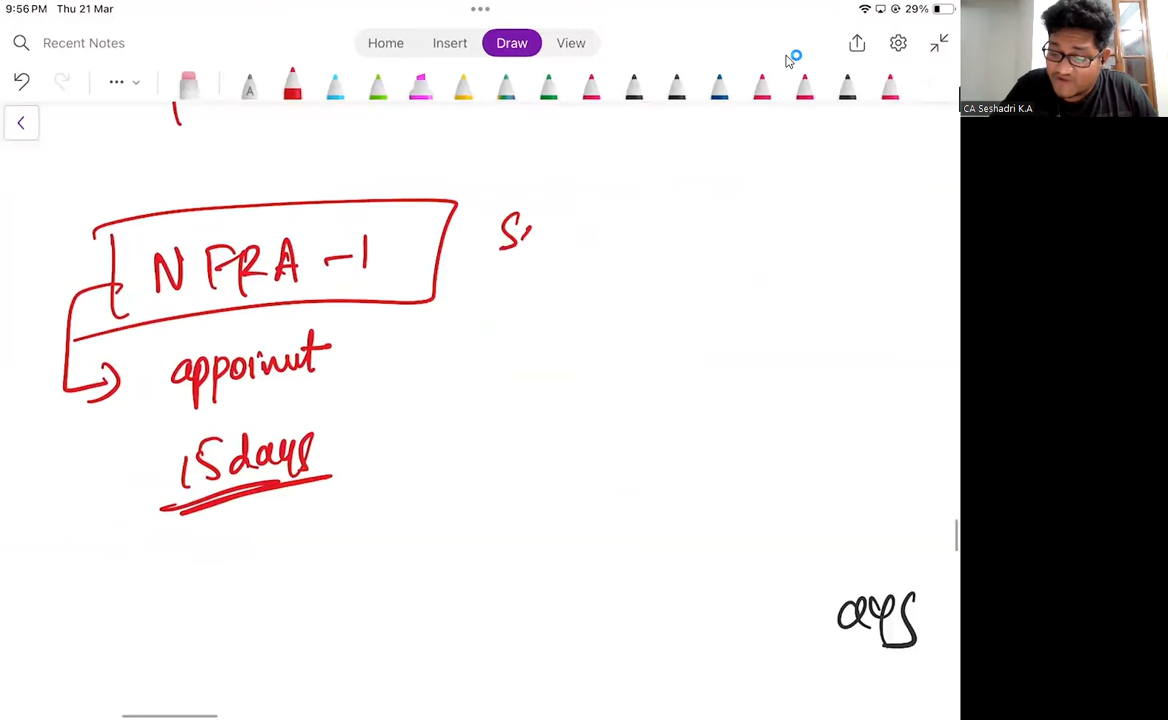 9:56 PM Thu 21 Mar
29%
Recent Notes
Home Insert Draw View
A
CA Seshadri K.A
NFRA-1
S
appoinut
15 days
ays